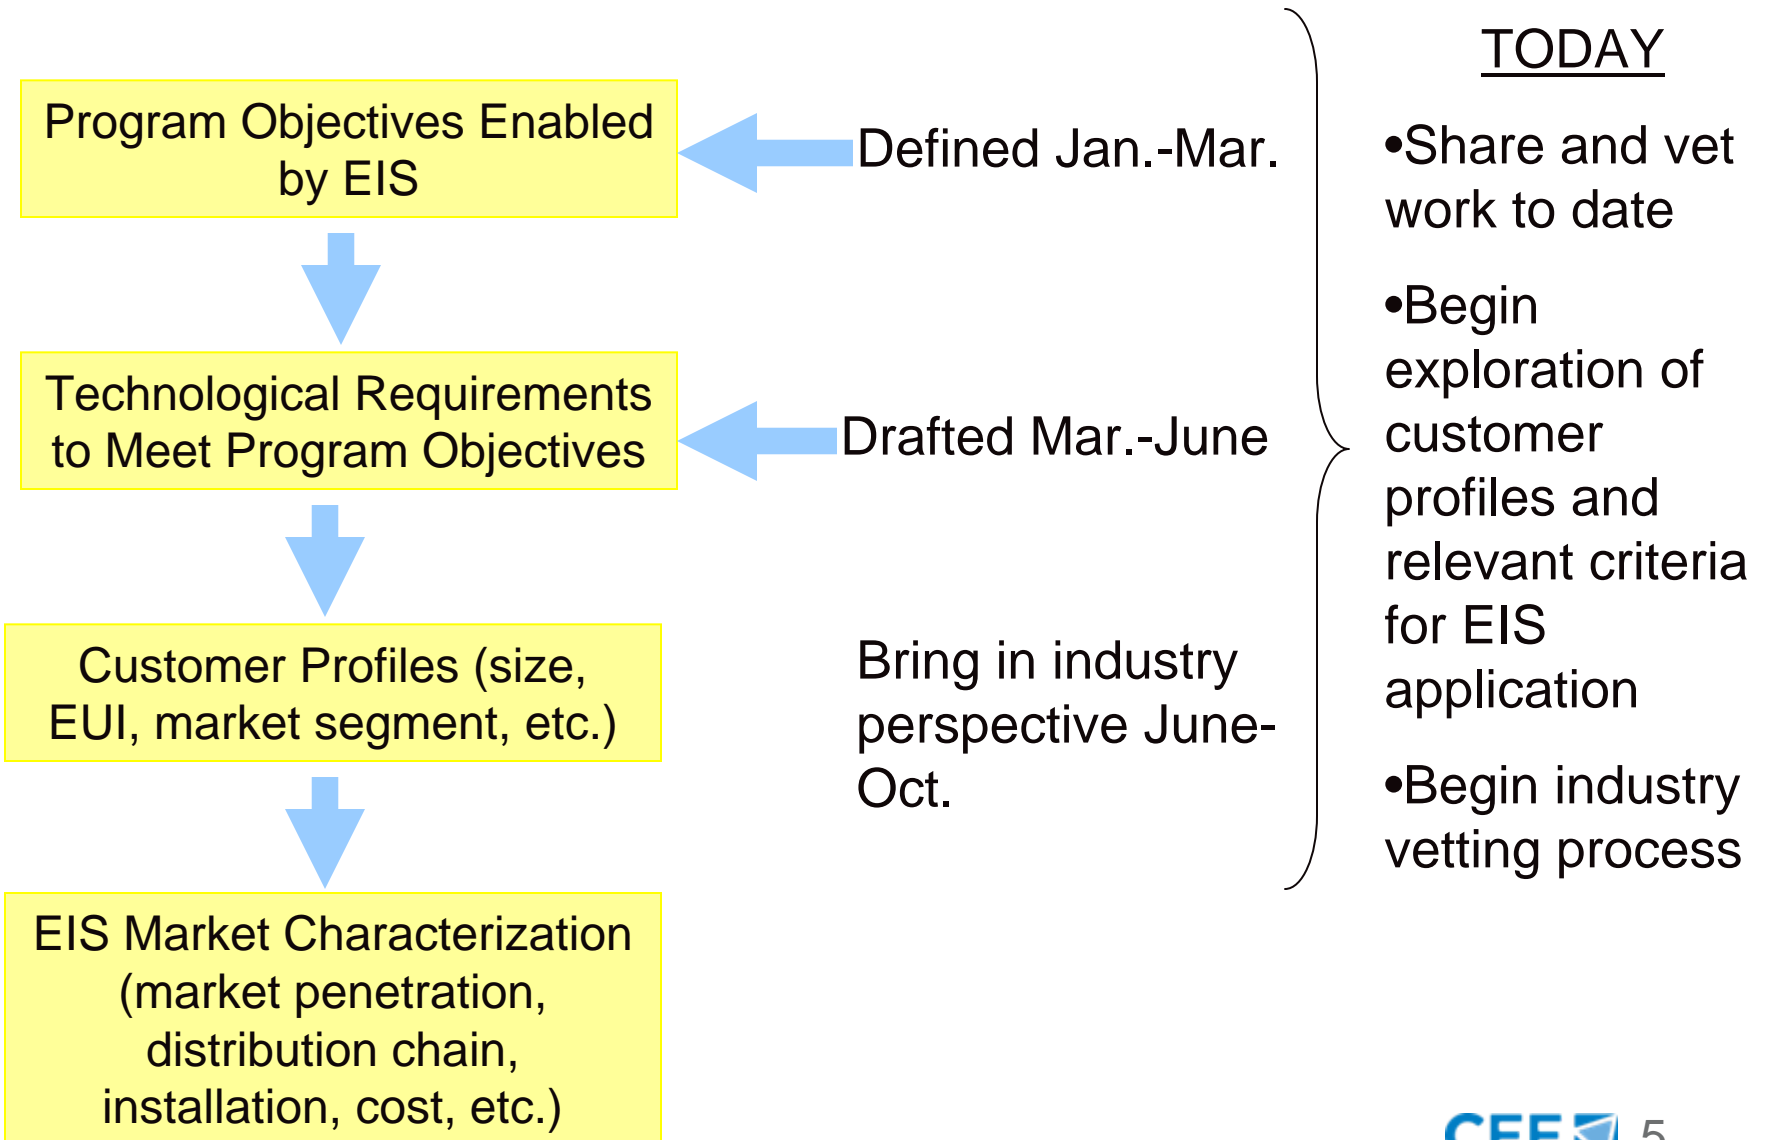 Program Objectives Enabled
by EIS
Defined Jan.-Mar.
Technological Requirements
to Meet Program Objectives
Drafted Mar.-June
Customer Profiles (size,
EUI, market segment, etc.)
Bring in industry
perspective June-
Oct.
EIS Market Characterization
(market penetration,
distribution chain,
installation, cost, etc.)
TODAY
•Share and vet
work to date
•Begin
exploration of
customer
profiles and
relevant criteria
for EIS
application
•Begin industry
vetting process
CEE
5